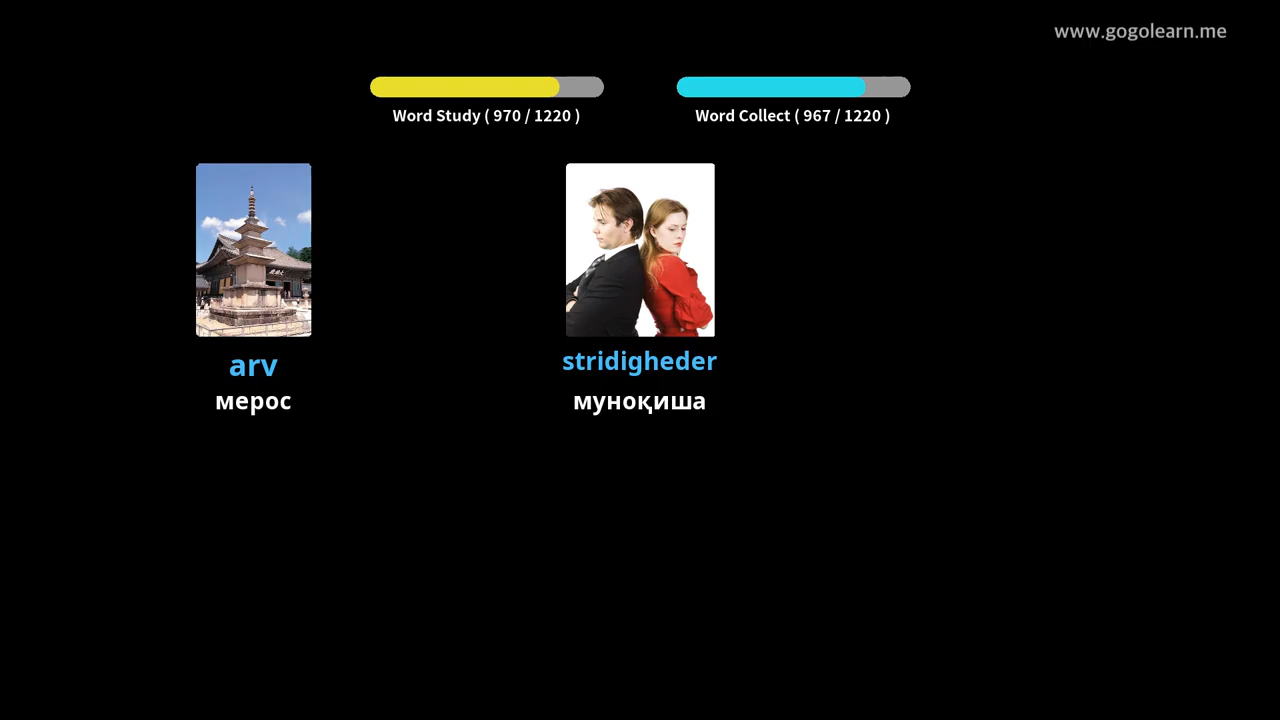 www.gogolearn.me
Word Study ( 970 / 1220 )
Word Collect ( 967 / 1220 )
arv
мерос
stridigheder
муноқиша